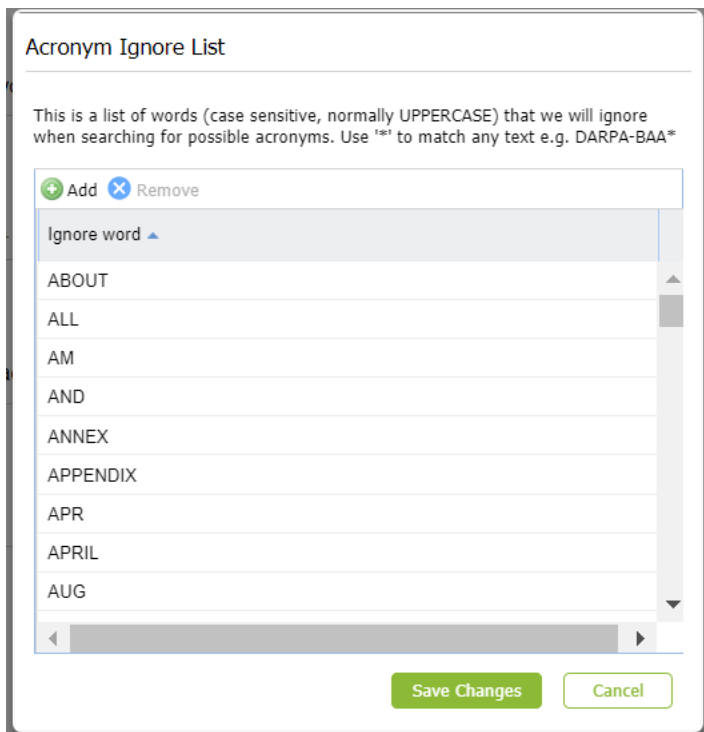 Acronym Ignore List
This is a list of words (case sensitive, normally UPPERCASE) that we will ignore
when searching for possible acronyms. Use '*' to match any text e.g. DARPA-BAA*
Add Remove
Ignore word
ABOUT
ALL
AM
AND
ANNEX
APPENDIX
APR
APRIL
AUG
Save Changes Cancel